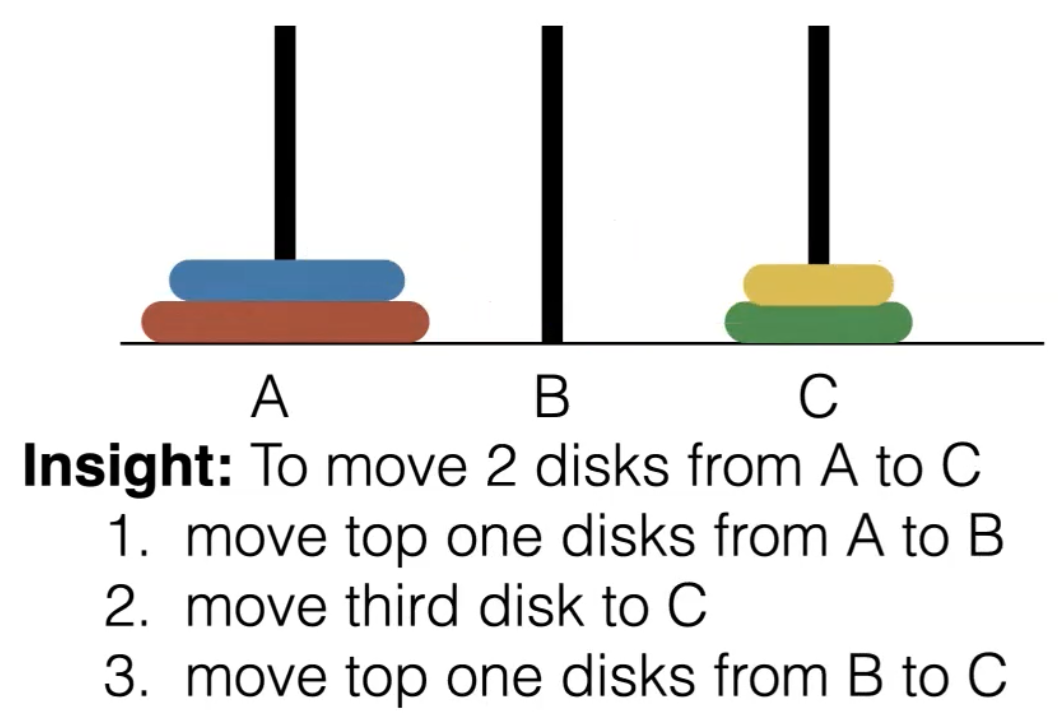 A B C
Insight: To move 2 disks from A to C
1. move top one disks from A to B
2. move third disk to C
3. move top one disks from B to C